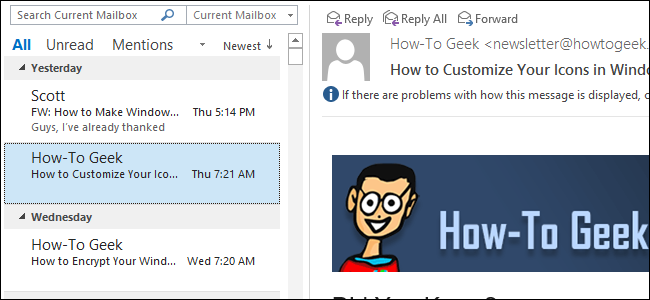 Search Current Mailbox Current Mailbox
All Unread Mentions Newest ↓
Yesterday
Scott
FW: How to Make Window... Thu 5:14 PM
Guys, I've already thanked
How-To Geek
How to Customize Your Ico... Thu 7:21 AM
Wednesday
How-To Geek
How to Encrypt Your Wind... Wed 7:20 AM
Reply Reply All Forward
How-To Geek <newsletter@howtogeek.
How to Customize Your Icons in Windo
If there are problems with how this message is displayed, c
How-To Geek